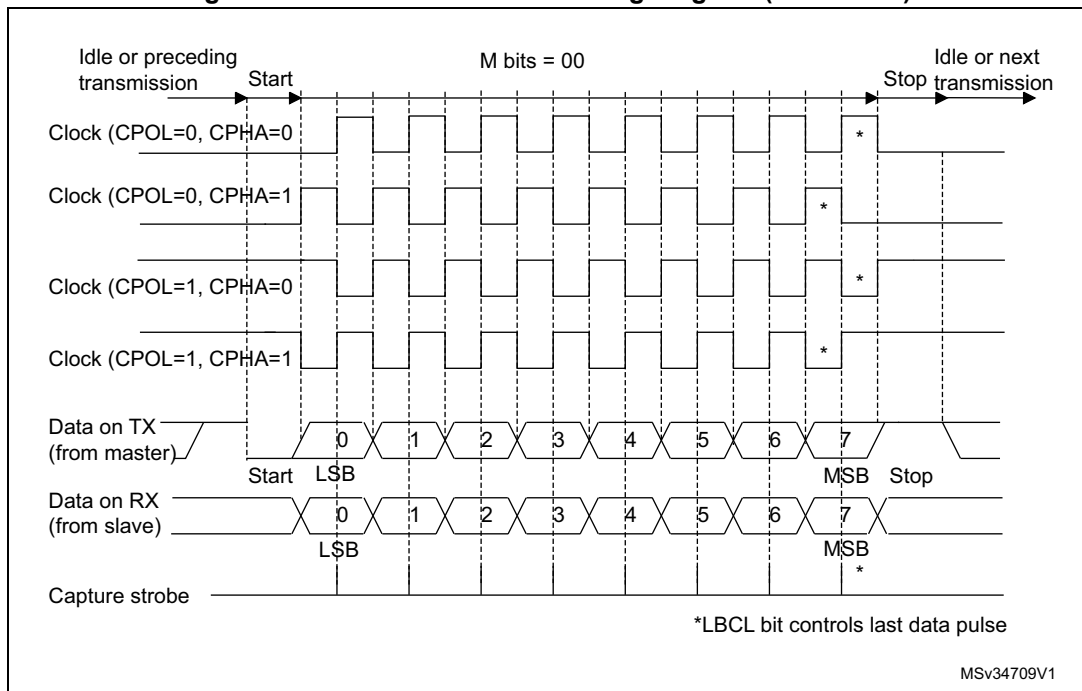 Idle or preceding transmission
Start
M bits = 00
Stop
Idle or next transmission
Clock (CPOL=0, CPHA=0
*
Clock (CPOL=0, CPHA=1
*
Clock (CPOL=1, CPHA=0
*
Clock (CPOL=1, CPHA=1
*
Data on TX (from master)
0 1 2 3 4 5 6 7
Start LSB MSB Stop
Data on RX (from slave)
0 1 2 3 4 5 6 7
LSB MSB
*
Capture strobe
*LBCL bit controls last data pulse
MSv34709V1